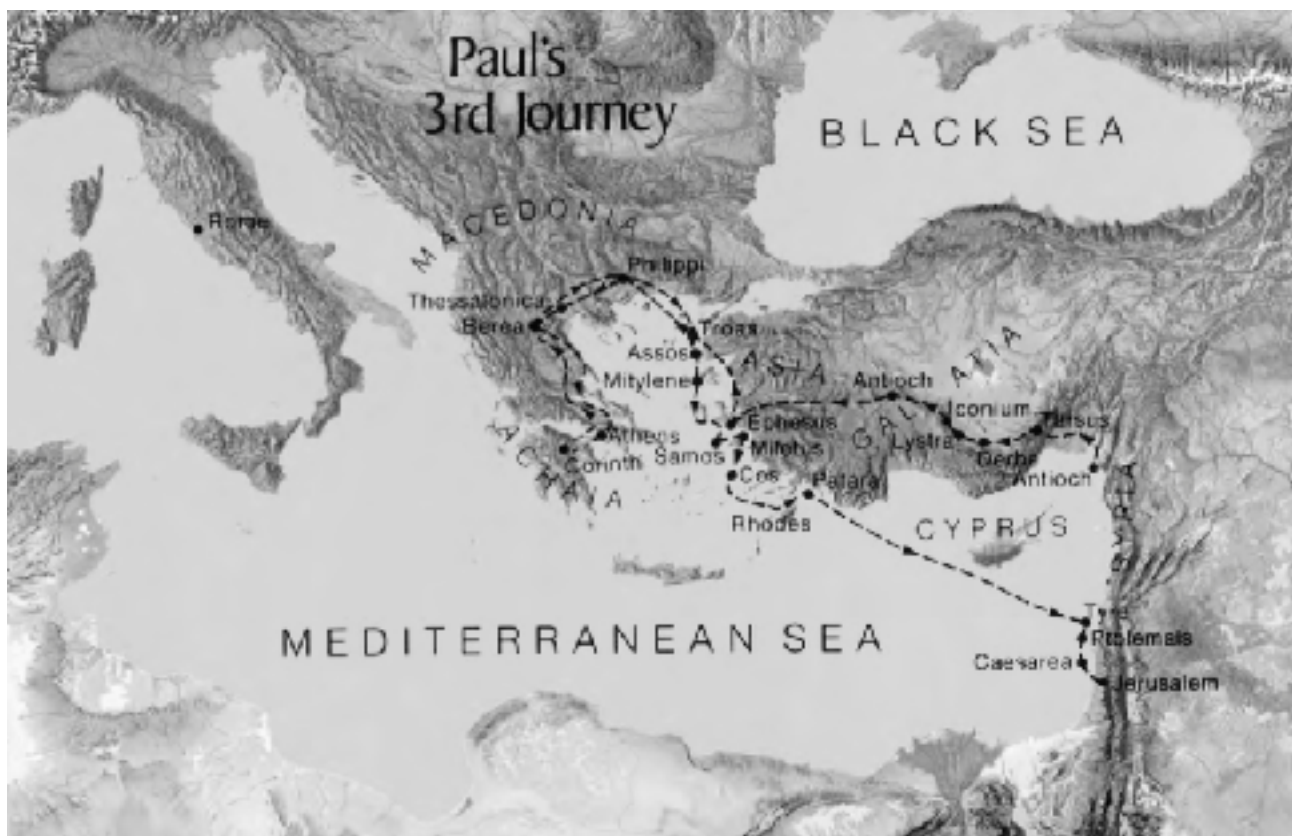 Paul's
3rd Journey
BLACK SEA
Rome
MACEDONIA
Philippi
Thessalonica
Berea
Troas
Assos
ASIA
Mitylene
Antioch
GALATIA
Iconium
Tarsus
Ephesus
Athens
Lystra
Miletus
Derbe
Samos
Corinth
ACHAIA
Cos
Patara
Antioch
Rhodes
CYPRUS
SYRIA
Tyre
MEDITERRANEAN SEA
Ptolemais
Caesarea
Jerusalem